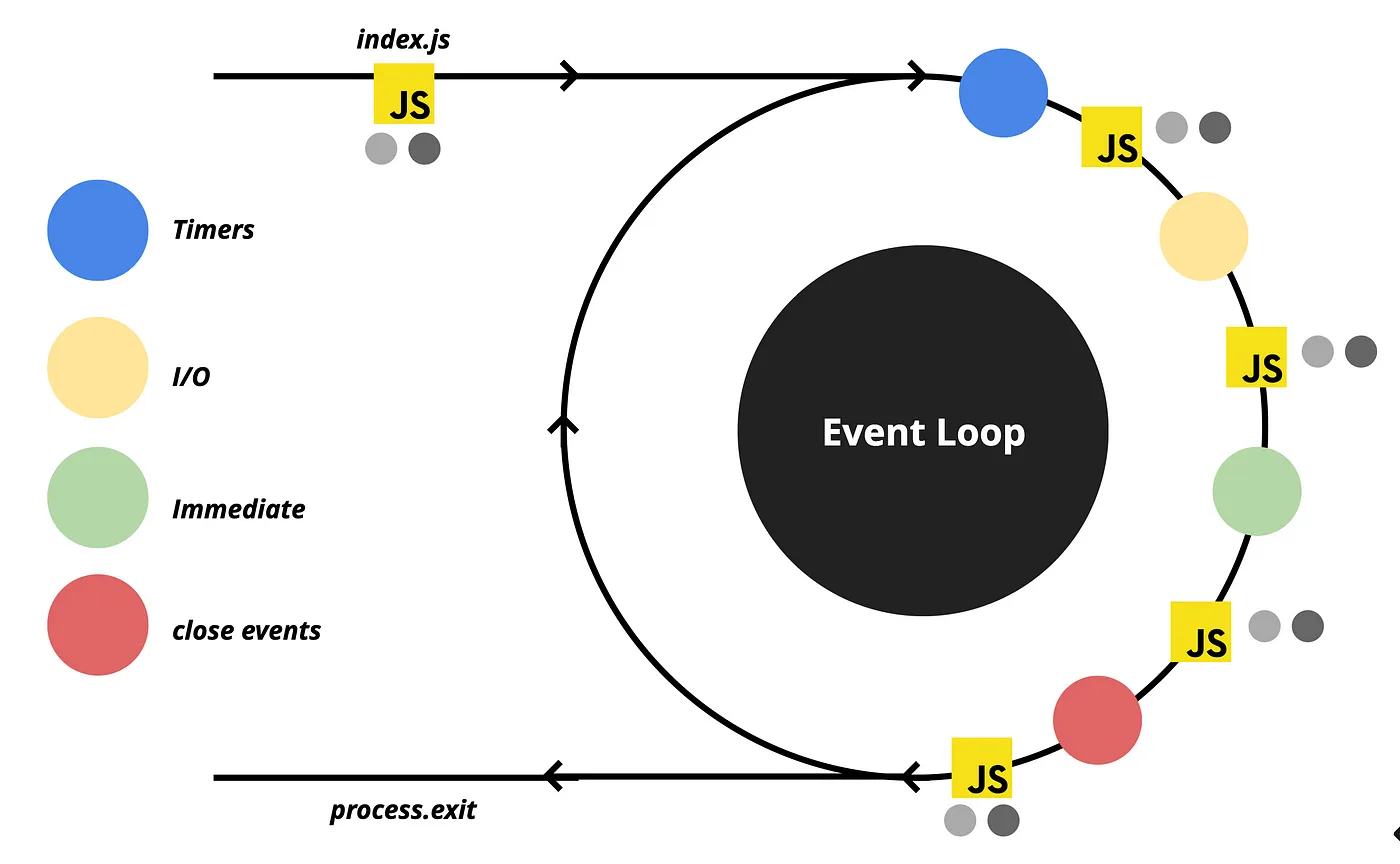 index.js
JS
JS
Timers
I/O
JS
Event Loop
Immediate
close events
JS
JS
process.exit